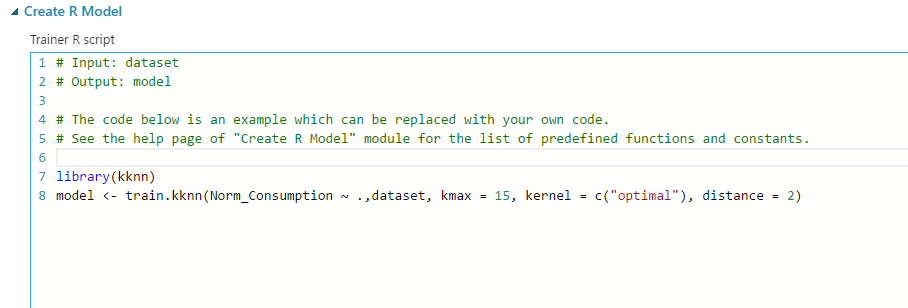 Create R Model
Trainer R script
1 # Input: dataset
2 # Output: model
3
4 # The code below is an example which can be replaced with your own code.
5 # See the help page of "Create R Model" module for the list of predefined functions and constants.
6
7 library(kknn)
8 model <- train.kknn(Norm_Consumption ~ .,dataset, kmax = 15, kernel = c("optimal"), distance = 2)